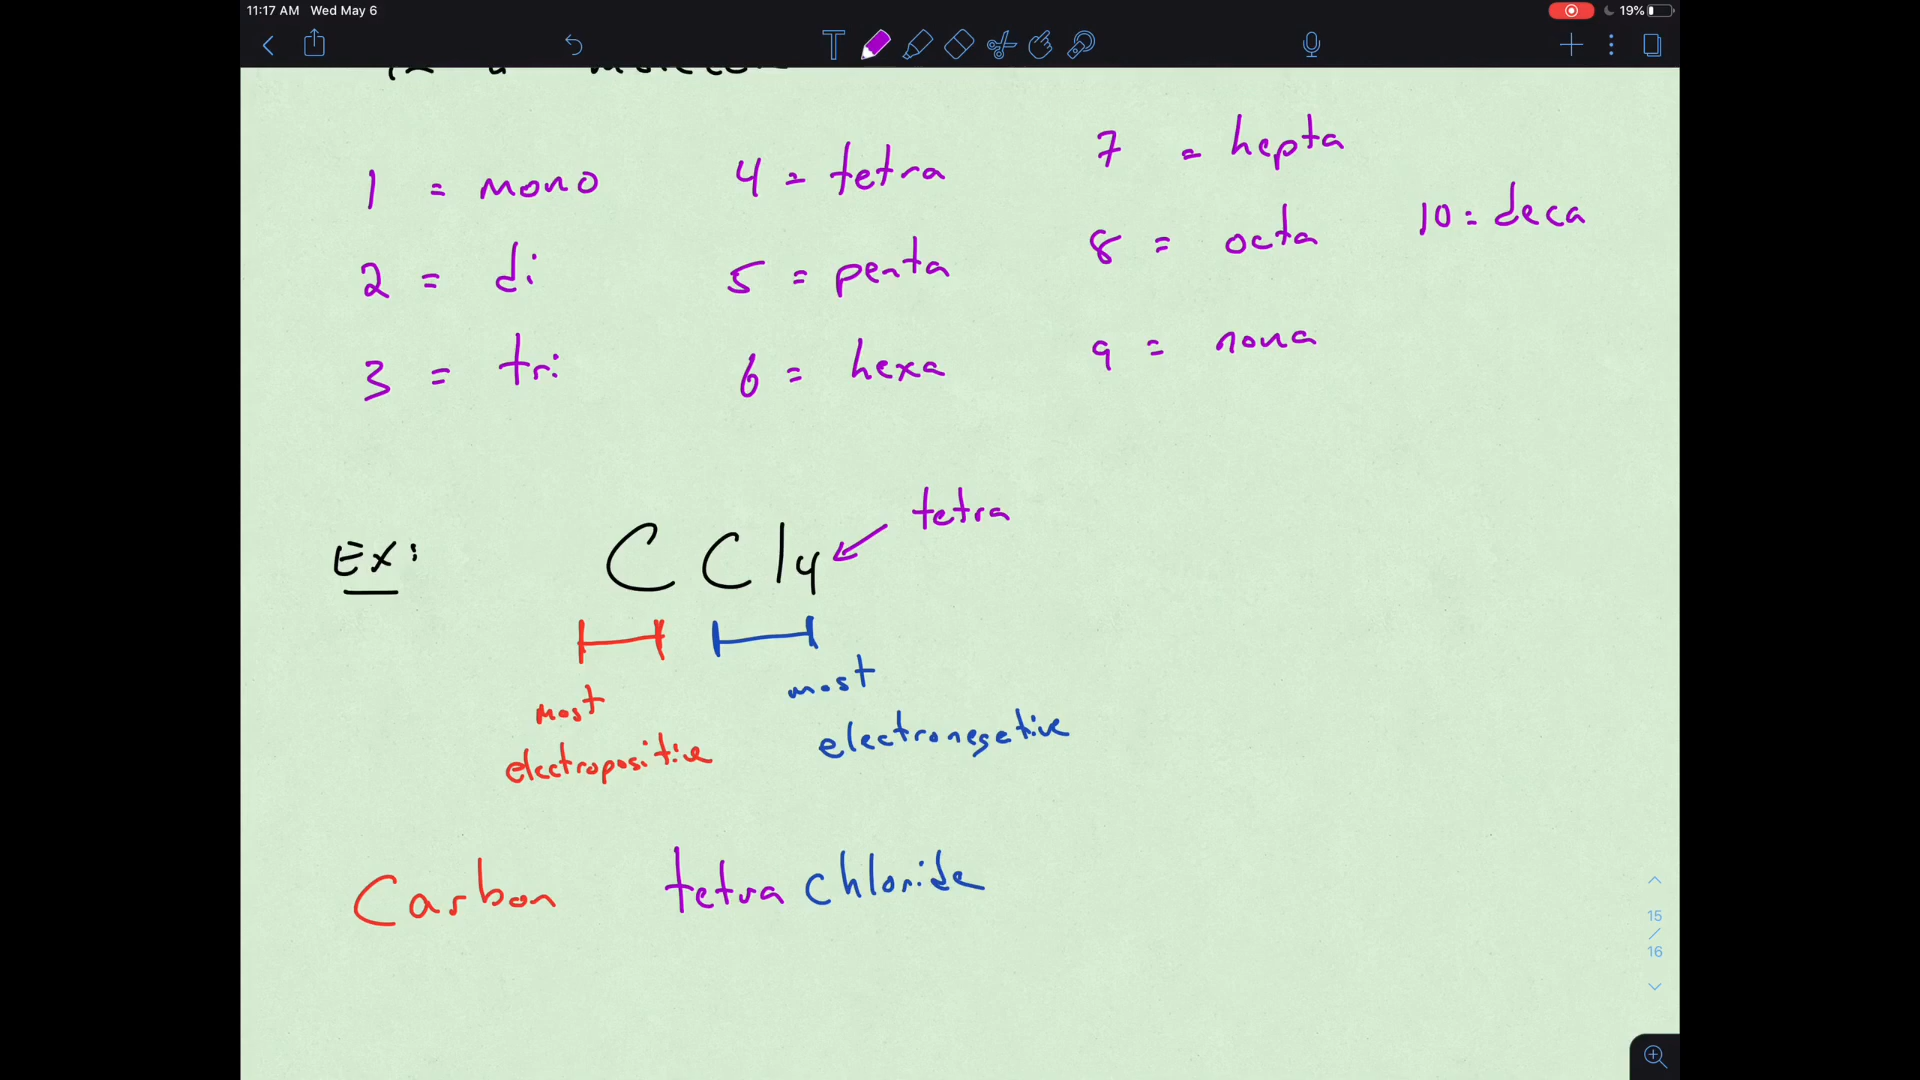 11:17 AM Wed May 6
19%
T
1 = mono
2 = di
3 = tri
4 = tetra
5 = penta
6 = hexa
7 = hepta
8 = octa
9 = nona
10 = deca
Ex:
CCl4
tetra
most
electropositive
most
electronegative
Carbon tetrachloride
15
/
16